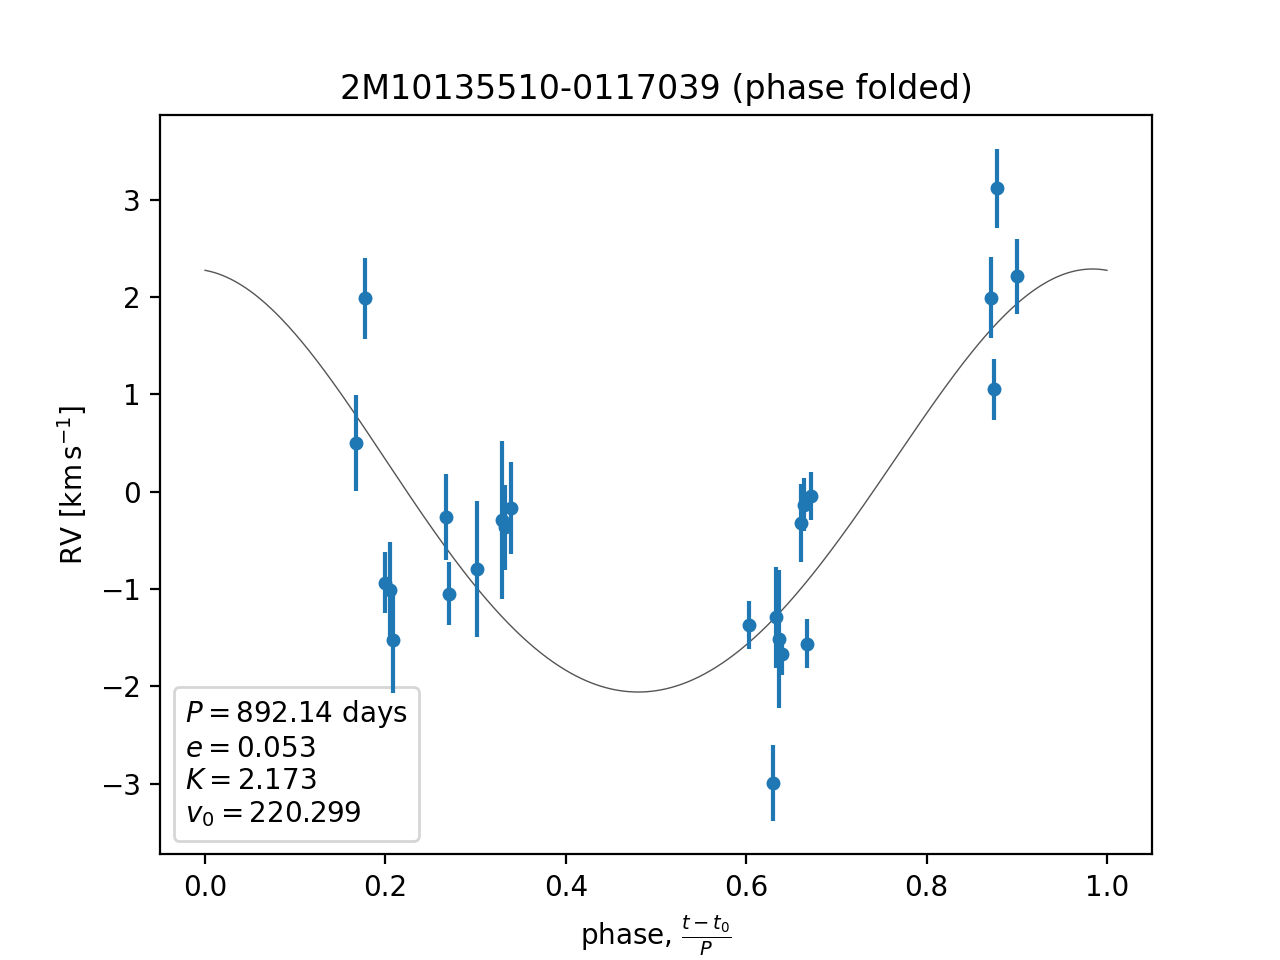 2M10135510-0117039 (phase folded)
RV [km s⁻¹]
3
2
1
0
−1
−2
−3
P = 892.14 days
e = 0.053
K = 2.173
v₀ = 220.299
0.0 0.2 0.4 0.6 0.8 1.0
phase, (t − t₀)/P